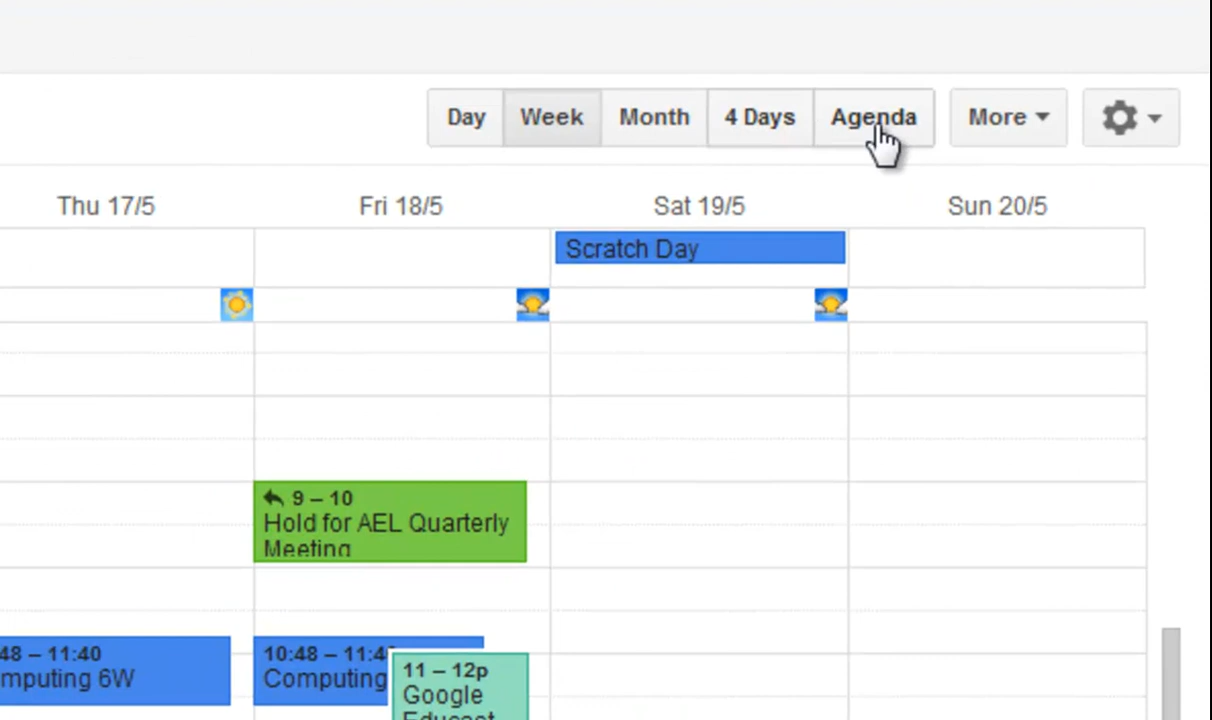 Day Week Month 4 Days Agenda More
Thu 17/5 Fri 18/5 Sat 19/5 Sun 20/5
Scratch Day
9 – 10
Hold for AEL Quarterly
Meeting
48 – 11:40
mputing 6W
10:48 – 11:4
Computing
11 – 12p
Google
Educast